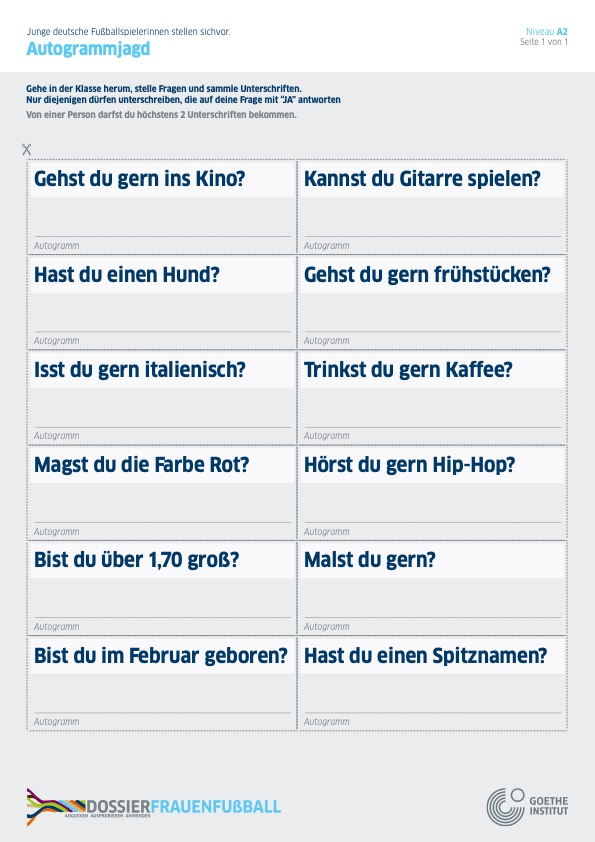 Junge deutsche Fußballspielerinnen stellen sichvor.
Autogrammjagd
Niveau A2
Seite 1 von 1
Gehe in der Klasse herum, stelle Fragen und sammle Unterschriften.
Nur diejenigen dürfen unterschreiben, die auf deine Frage mit "JA" antworten
Von einer Person darfst du höchstens 2 Unterschriften bekommen.
Gehst du gern ins Kino?
Autogramm
Kannst du Gitarre spielen?
Autogramm
Hast du einen Hund?
Autogramm
Gehst du gern frühstücken?
Autogramm
Isst du gern italienisch?
Autogramm
Trinkst du gern Kaffee?
Autogramm
Magst du die Farbe Rot?
Autogramm
Hörst du gern Hip-Hop?
Autogramm
Bist du über 1,70 groß?
Autogramm
Malst du gern?
Autogramm
Bist du im Februar geboren?
Autogramm
Hast du einen Spitznamen?
Autogramm
DOSSIERFRAUENFUßBALL
ANGUCKEN AUSPROBIEREN ANWENDEN
GOETHE
INSTITUT